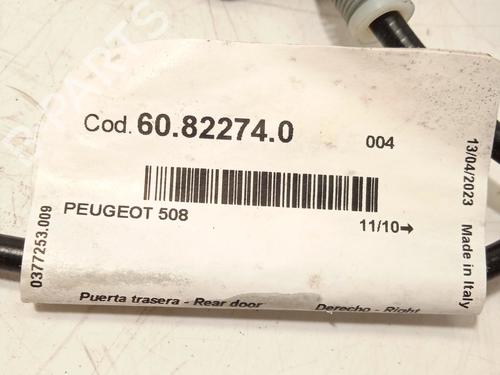 Cod. 60.82274.0
004
PEUGEOT 508
11/10→
Puerta trasera - Rear door
Derecho - Right
0377253.009
13/04/2023 Made in Italy
B-PARTS